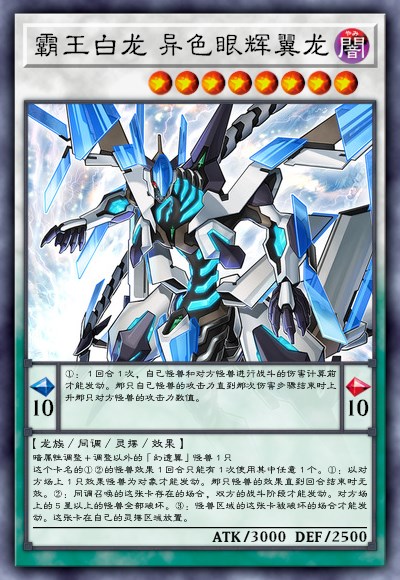 霸王白龙 异色眼辉翼龙
やみ
闇
①：1回合1次，自己怪兽和对方怪兽进行战斗的伤害计算前
才能发动。那只自己怪兽的攻击力直到那次伤害步骤结束时上
升那只对方怪兽的攻击力数值。
10
10
【龙族／同调／灵摆／效果】
暗属性调整＋调整以外的「幻透翼」怪兽1只
这个卡名的①②的怪兽效果1回合只能有1次使用其中任意1个。①：以对
方场上1只效果怪兽为对象才能发动。那只怪兽的效果直到回合结束时无
效。②：同调召唤的这张卡存在的场合，双方的战斗阶段才能发动。对方场
上的5星以上的怪兽全部破坏。③：怪兽区域的这张卡被破坏的场合才能发
动。这张卡在自己的灵摆区域放置。
ATK/3000 DEF/2500